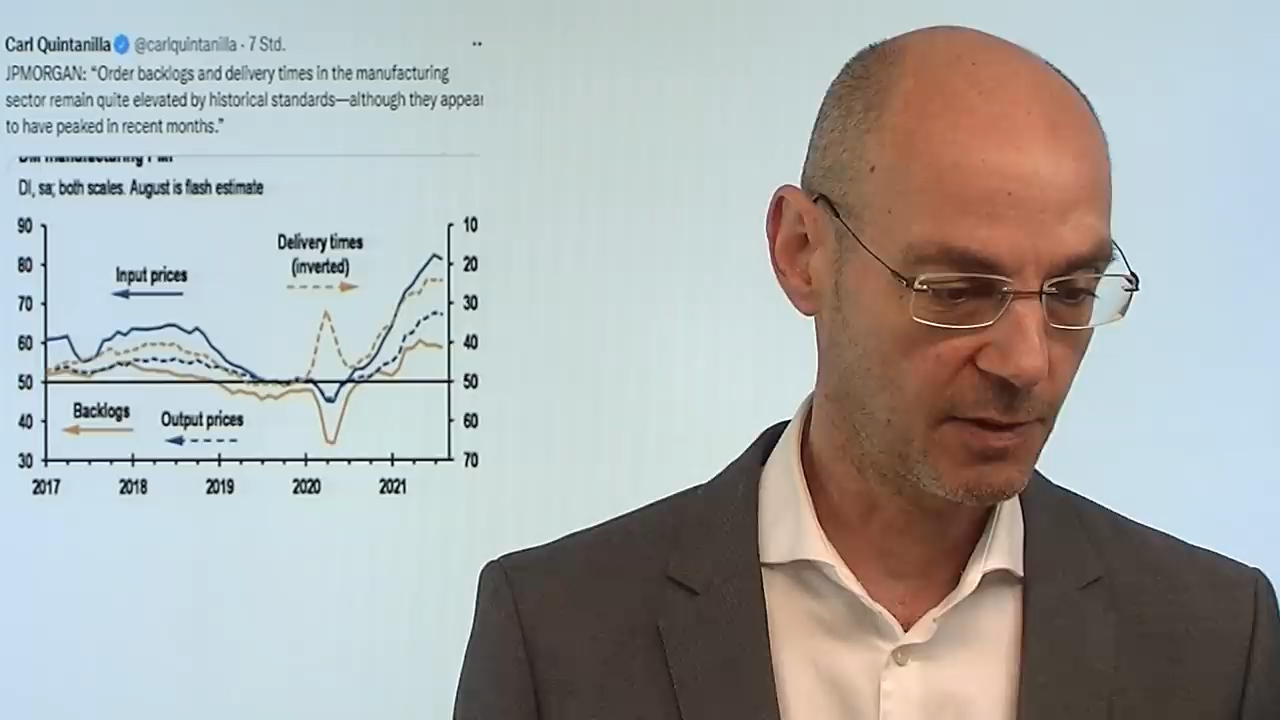 Carl Quintanilla @carlquintanilla · 7 Std.
JPMORGAN: “Order backlogs and delivery times in the manufacturing
sector remain quite elevated by historical standards—although they appear
to have peaked in recent months.”
DM manufacturing PMI
DI, sa; both scales. August is flash estimate
90 10
80 20
70 30
60 40
50 50
40 60
30 70
Delivery times
(inverted)
Input prices
Backlogs
Output prices
2017 2018 2019 2020 2021